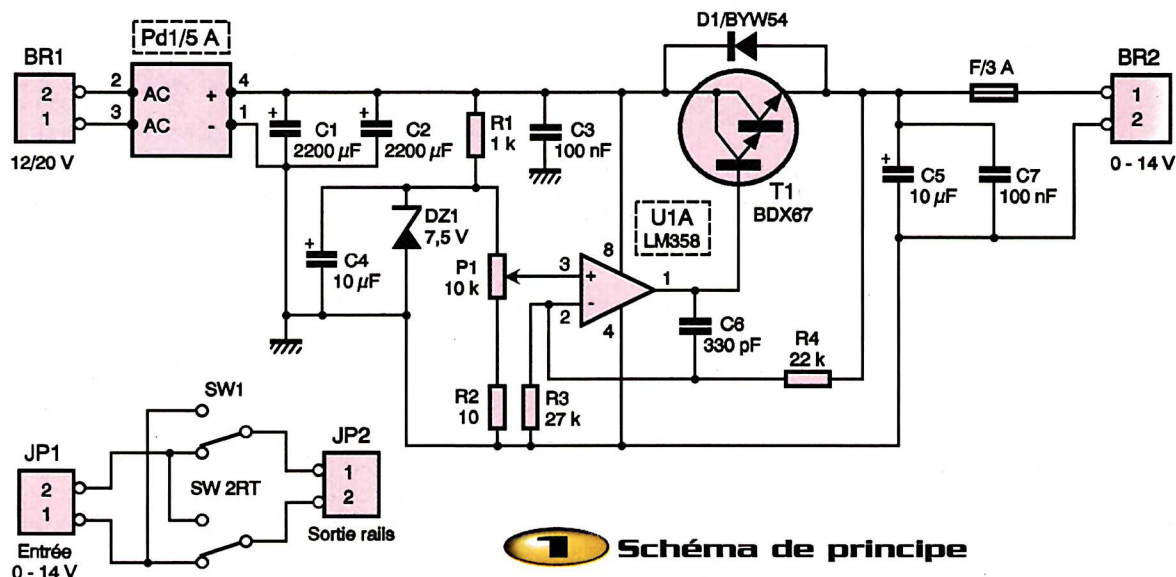 D1/BYW54
Pd1/5 A
BR1
2
1
12/20 V
2
3
AC
AC
+
-
4
1
+
C1
2200 µF
+
C2
2200 µF
R1
1 k
C3
100 nF
T1
BDX67
F/3 A
BR2
1
2
0 - 14 V
+
C5
10 µF
C7
100 nF
+
C4
10 µF
DZ1
7,5 V
P1
10 k
U1A
LM358
3
+
2
-
8
4
1
C6
330 pF
R4
22 k
R2
10
R3
27 k
SW1
JP1
2
1
Entrée
0 - 14 V
SW 2RT
JP2
1
2
Sortie rails
1 Schéma de principe